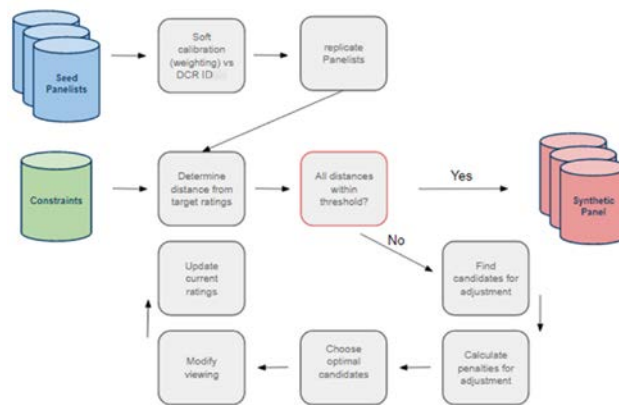 Seed
Panelists
Soft
calibration
(weighting) vs
DCR ID
replicate
Panelists
Constraints
Determine
distance from
target ratings
All distances
within
threshold?
Yes
Synthetic
Panel
No
Update
current
ratings
Find
candidates for
adjustment
Modify
viewing
Choose
optimal
candidates
Calculate
penalties for
adjustment